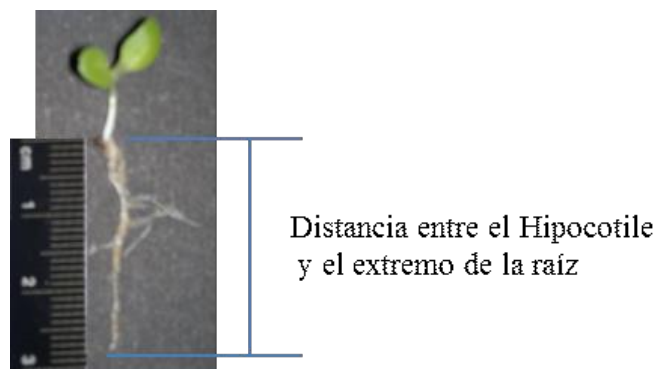 cm
1
2
3
Distancia entre el Hipocotile
y el extremo de la raíz